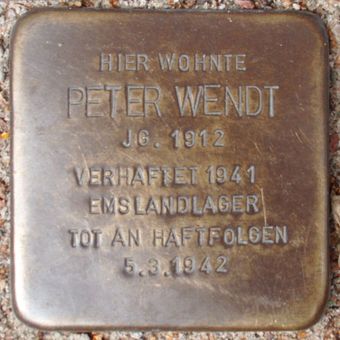 HIER WOHNTE
PETER WENDT
JG. 1912
VERHAFTET 1941
EMSLANDLAGER
TOT AN HAFTFOLGEN
5.3.1942